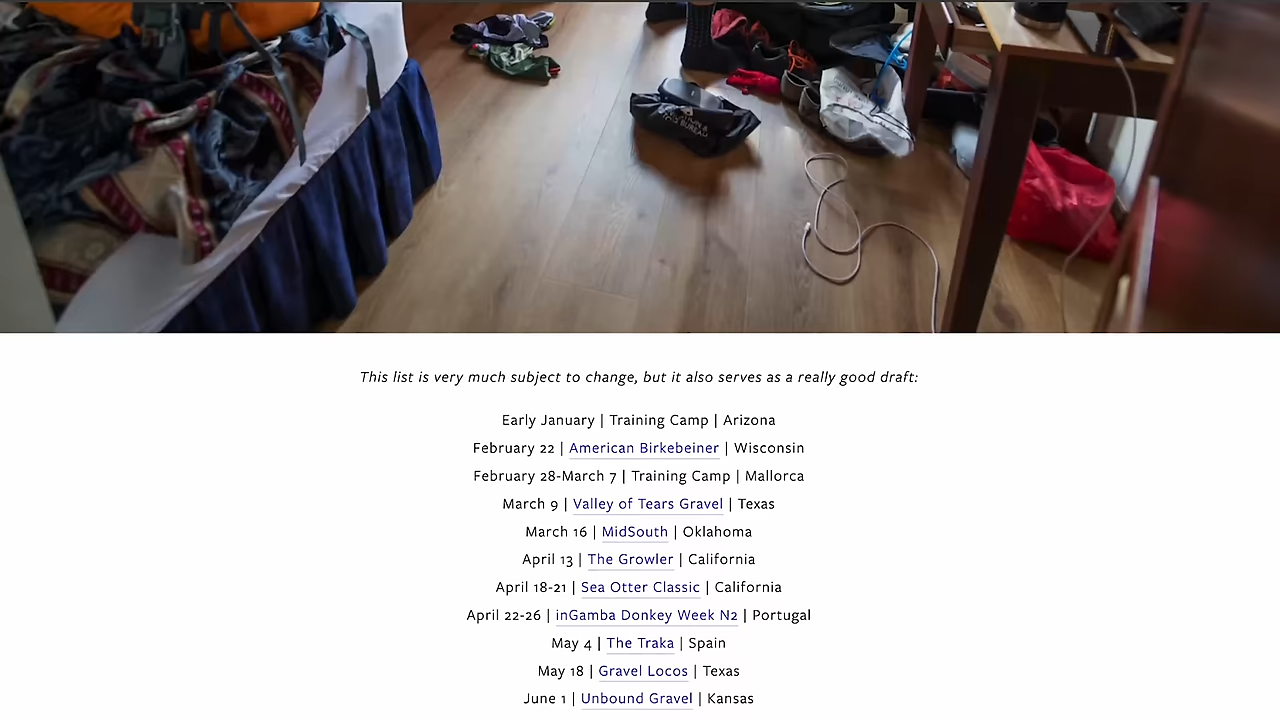 This list is very much subject to change, but it also serves as a really good draft:
Early January | Training Camp | Arizona
February 22 | American Birkebeiner | Wisconsin
February 28-March 7 | Training Camp | Mallorca
March 9 | Valley of Tears Gravel | Texas
March 16 | MidSouth | Oklahoma
April 13 | The Growler | California
April 18-21 | Sea Otter Classic | California
April 22-26 | inGamba Donkey Week N2 | Portugal
May 4 | The Traka | Spain
May 18 | Gravel Locos | Texas
June 1 | Unbound Gravel | Kansas